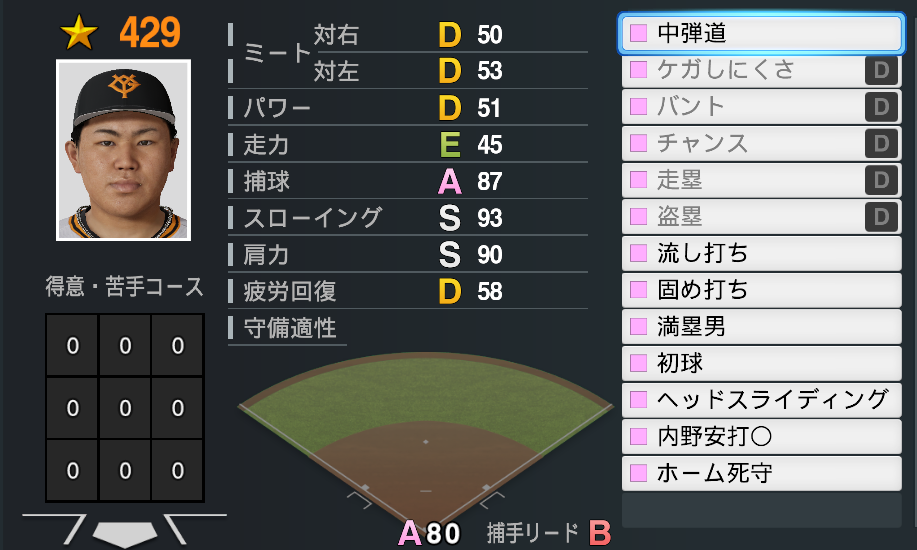 429
ミート 対右 D 50
対左 D 53
パワー D 51
走力 E 45
捕球 A 87
スローイング S 93
肩力 S 90
疲労回復 D 58
守備適性
A 80 捕手リード B
得意・苦手コース
0 0 0
0 0 0
0 0 0
中弾道
ケガしにくさ D
バント D
チャンス D
走塁 D
盗塁 D
流し打ち
固め打ち
満塁男
初球
ヘッドスライディング
内野安打〇
ホーム死守